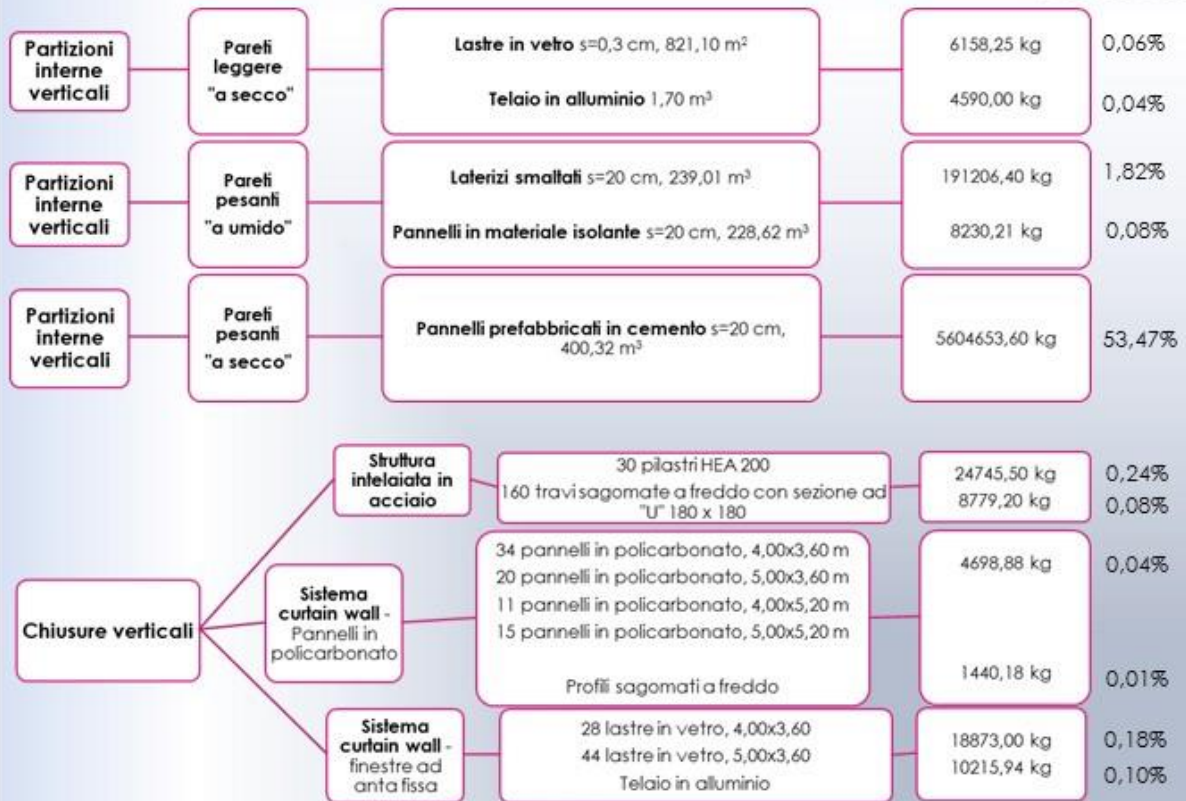 Partizioni
interne
verticali
Pareti
leggere
"a secco"
Lastre in vetro s=0,3 cm, 821,10 m²
Telaio in alluminio 1,70 m³
6158,25 kg
4590,00 kg
0,06%
0,04%
Partizioni
interne
verticali
Pareti
pesanti
"a umido"
Laterizi smaltati s=20 cm, 239,01 m³
Pannelli in materiale isolante s=20 cm, 228,62 m³
191206,40 kg
8230,21 kg
1,82%
0,08%
Partizioni
interne
verticali
Pareti
pesanti
"a secco"
Pannelli prefabbricati in cemento s=20 cm,
400,32 m³
5604653,60 kg
53,47%
Chiusure verticali
Struttura
intelaiata in
acciaio
30 pilastri HEA 200
160 travi sagomate a freddo con sezione ad
"U" 180 x 180
24745,50 kg
8779,20 kg
0,24%
0,08%
Sistema
curtain wall -
Pannelli in
policarbonato
34 pannelli in policarbonato, 4,00x3,60 m
20 pannelli in policarbonato, 5,00x3,60 m
11 pannelli in policarbonato, 4,00x5,20 m
15 pannelli in policarbonato, 5,00x5,20 m
Profili sagomati a freddo
4698,88 kg
1440,18 kg
0,04%
0,01%
Sistema
curtain wall -
finestre ad
anta fissa
28 lastre in vetro, 4,00x3,60
44 lastre in vetro, 5,00x3,60
Telaio in alluminio
18873,00 kg
10215,94 kg
0,18%
0,10%